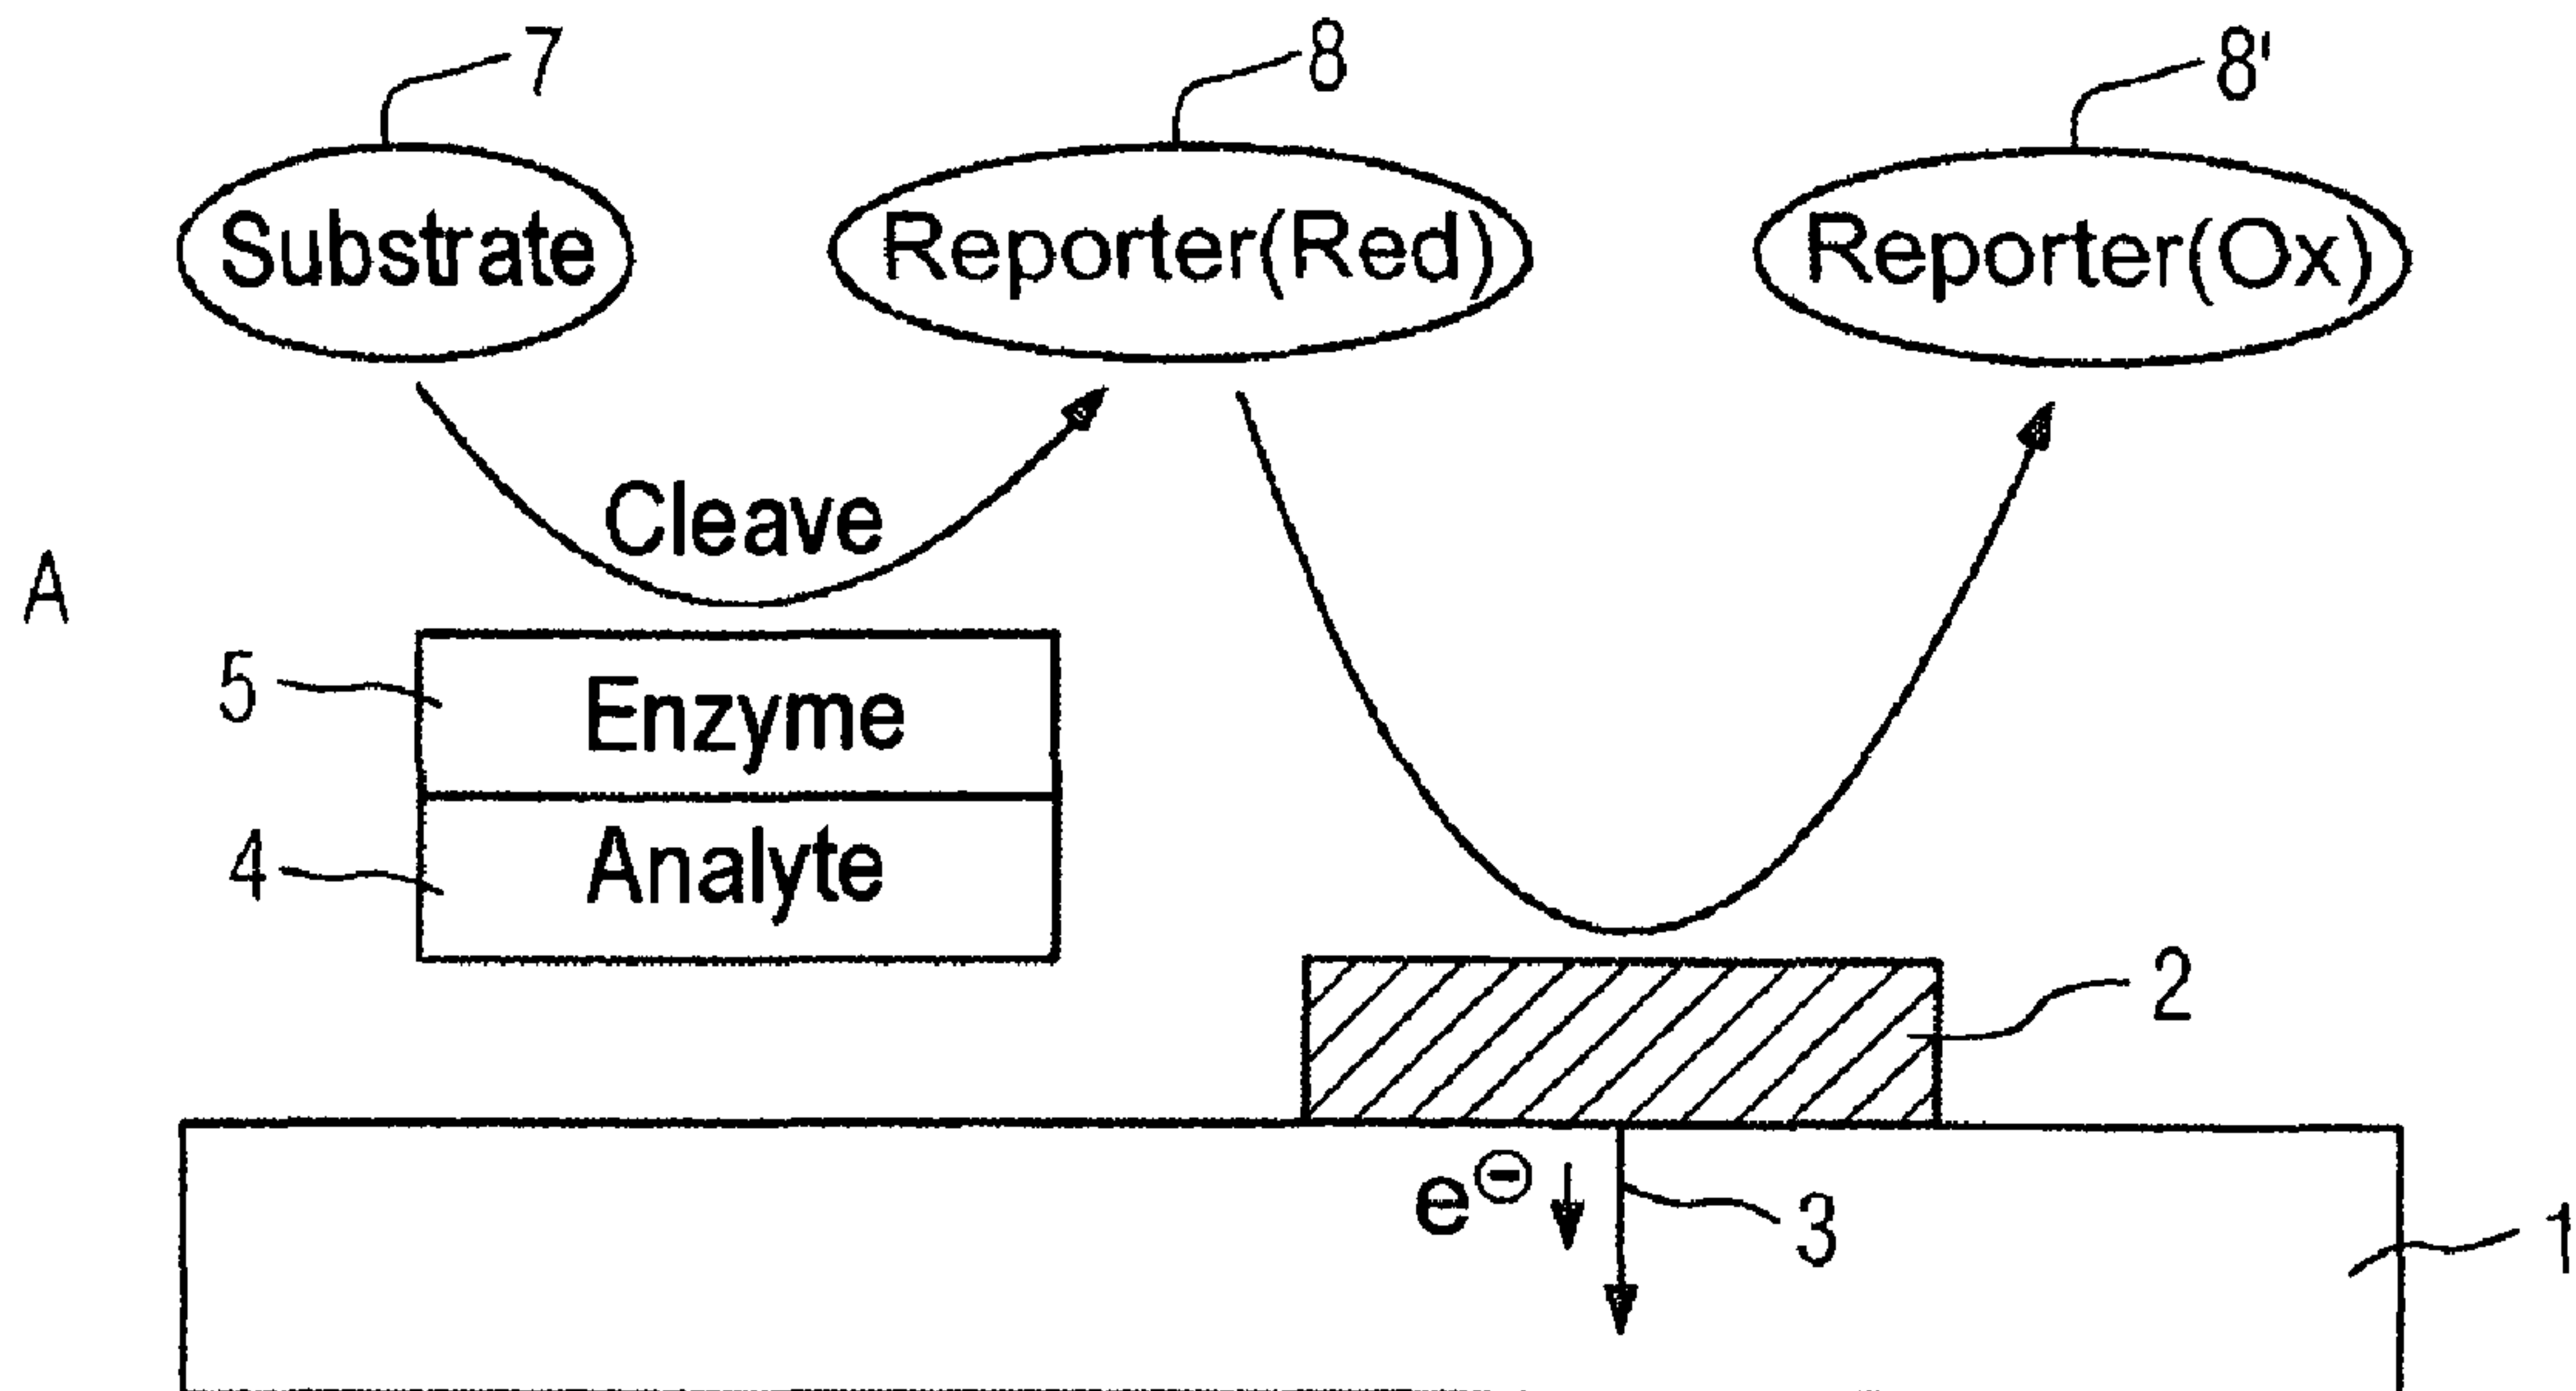 7
8
8'
Substrate
Reporter(Red)
Reporter(Ox)
Cleave
A
5
Enzyme
4
Analyte
2
e⊖
3
1